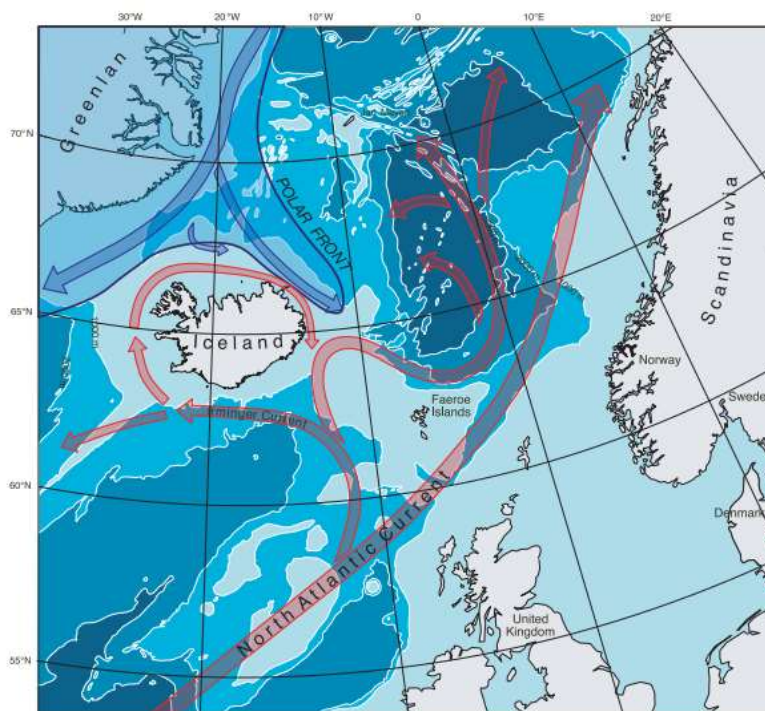 30°W 20°W 10°W 0 10°E 20°E
Greenlan
70°N
POLAR FRONT
Scandinavia
65°N
1000 m
Iceland
Norway
Faeroe
Islands
Swede
Irminger Current
60°N
North Atlantic Current
Denmark
United
Kingdom
55°N